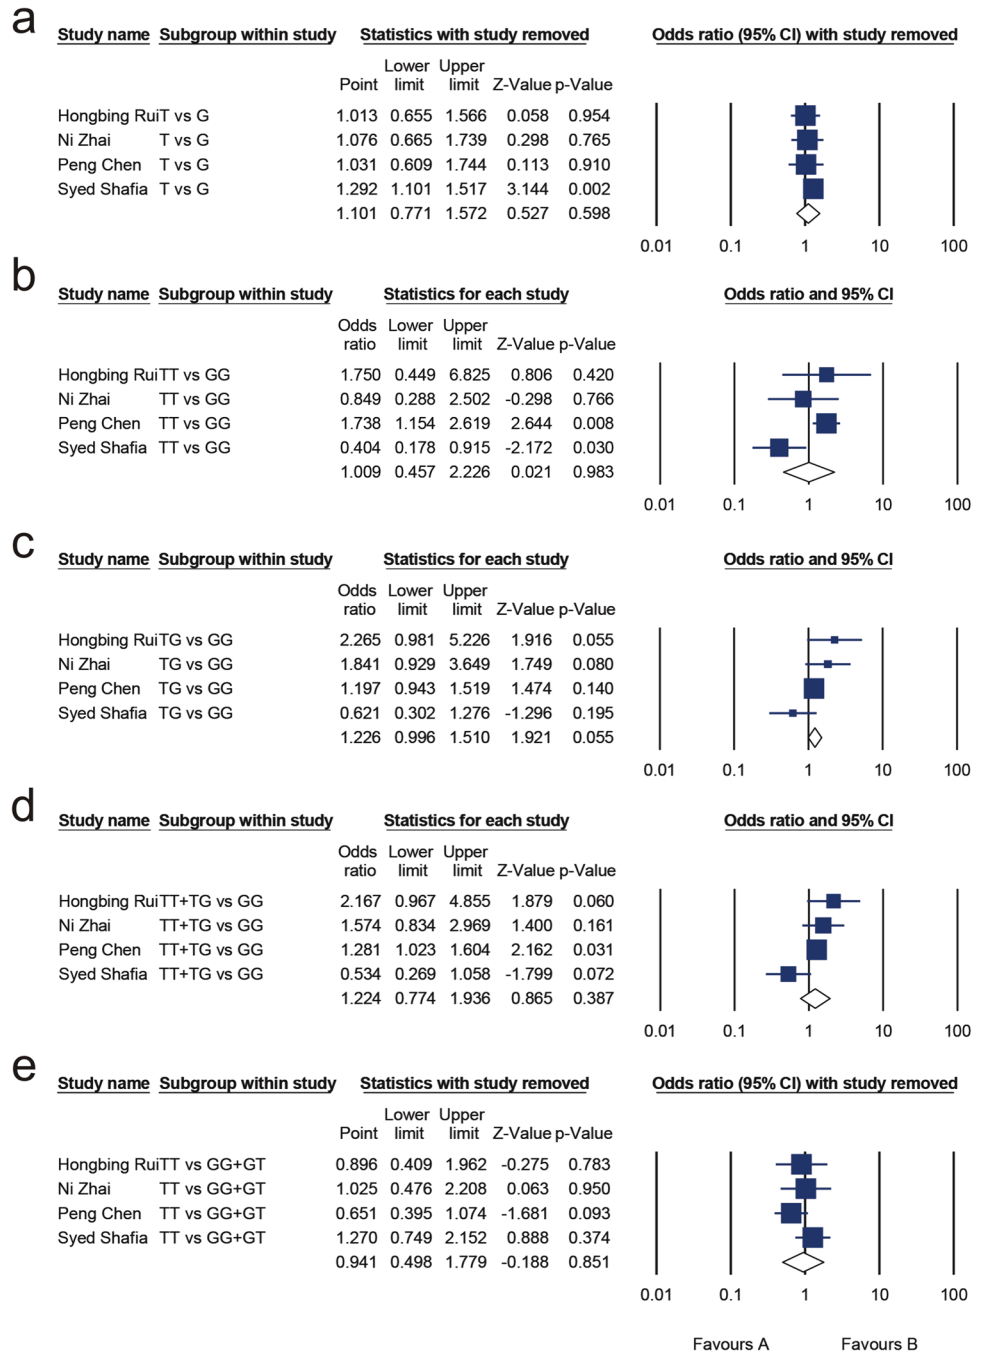 a
Study name Subgroup within study Statistics with study removed Odds ratio (95% CI) with study removed
Lower Upper
Point limit limit Z-Value p-Value
Hongbing Rui T vs G 1.013 0.655 1.566 0.058 0.954
Ni Zhai T vs G 1.076 0.665 1.739 0.298 0.765
Peng Chen T vs G 1.031 0.609 1.744 0.113 0.910
Syed Shafia T vs G 1.292 1.101 1.517 3.144 0.002
1.101 0.771 1.572 0.527 0.598
0.01 0.1 1 10 100
b
Study name Subgroup within study Statistics for each study Odds ratio and 95% CI
Odds Lower Upper
ratio limit limit Z-Value p-Value
Hongbing Rui TT vs GG 1.750 0.449 6.825 0.806 0.420
Ni Zhai TT vs GG 0.849 0.288 2.502 -0.298 0.766
Peng Chen TT vs GG 1.738 1.154 2.619 2.644 0.008
Syed Shafia TT vs GG 0.404 0.178 0.915 -2.172 0.030
1.009 0.457 2.226 0.021 0.983
0.01 0.1 1 10 100
c
Study name Subgroup within study Statistics for each study Odds ratio and 95% CI
Odds Lower Upper
ratio limit limit Z-Value p-Value
Hongbing Rui TG vs GG 2.265 0.981 5.226 1.916 0.055
Ni Zhai TG vs GG 1.841 0.929 3.649 1.749 0.080
Peng Chen TG vs GG 1.197 0.943 1.519 1.474 0.140
Syed Shafia TG vs GG 0.621 0.302 1.276 -1.296 0.195
1.226 0.996 1.510 1.921 0.055
0.01 0.1 1 10 100
d
Study name Subgroup within study Statistics for each study Odds ratio and 95% CI
Odds Lower Upper
ratio limit limit Z-Value p-Value
Hongbing Rui TT+TG vs GG 2.167 0.967 4.855 1.879 0.060
Ni Zhai TT+TG vs GG 1.574 0.834 2.969 1.400 0.161
Peng Chen TT+TG vs GG 1.281 1.023 1.604 2.162 0.031
Syed Shafia TT+TG vs GG 0.534 0.269 1.058 -1.799 0.072
1.224 0.774 1.936 0.865 0.387
0.01 0.1 1 10 100
e
Study name Subgroup within study Statistics with study removed Odds ratio (95% CI) with study removed
Lower Upper
Point limit limit Z-Value p-Value
Hongbing Rui TT vs GG+GT 0.896 0.409 1.962 -0.275 0.783
Ni Zhai TT vs GG+GT 1.025 0.476 2.208 0.063 0.950
Peng Chen TT vs GG+GT 0.651 0.395 1.074 -1.681 0.093
Syed Shafia TT vs GG+GT 1.270 0.749 2.152 0.888 0.374
0.941 0.498 1.779 -0.188 0.851
0.01 0.1 1 10 100
Favours A Favours B